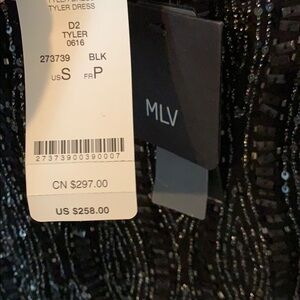 TYLER DRESS
D2
TYLER
0616
273739 BLK
US S FR P
27373900390007
CN $297.00
US $258.00
MLV